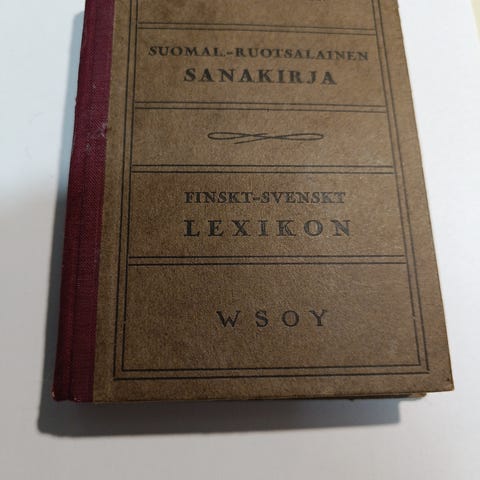 SUOMAL.-RUOTSALAINEN
SANAKIRJA
FINSKT-SVENSKT
LEXIKON
WSOY